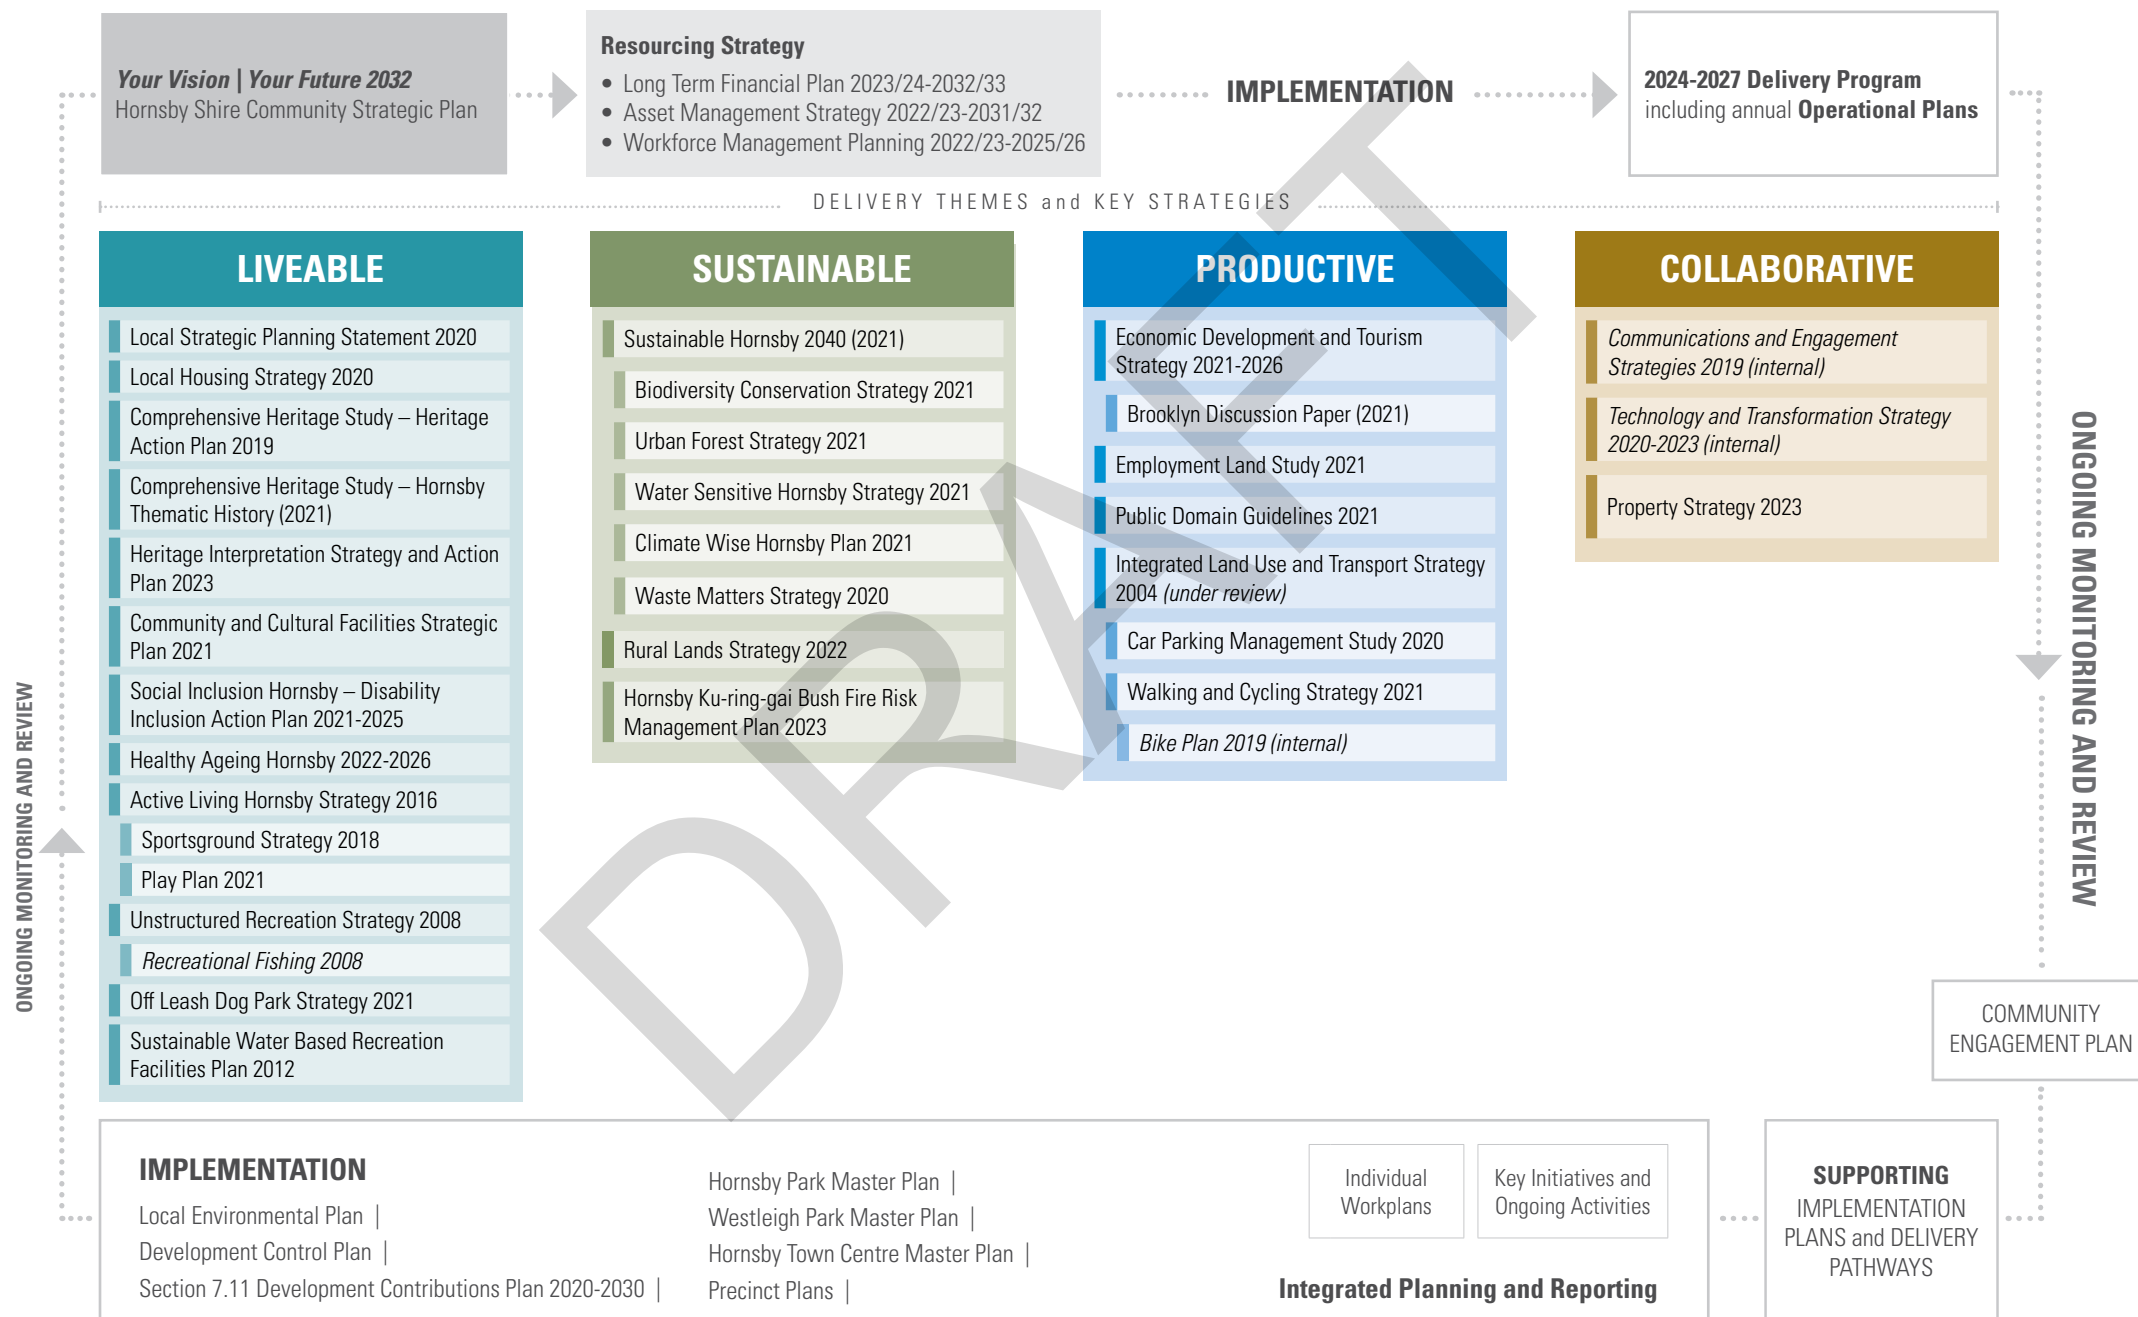 Your Vision | Your Future 2032
Hornsby Shire Community Strategic Plan
Resourcing Strategy
• Long Term Financial Plan 2023/24-2032/33
• Asset Management Strategy 2022/23-2031/32
• Workforce Management Planning 2022/23-2025/26
IMPLEMENTATION
2024-2027 Delivery Program
including annual Operational Plans
DELIVERY THEMES and KEY STRATEGIES
LIVEABLE
Local Strategic Planning Statement 2020
Local Housing Strategy 2020
Comprehensive Heritage Study – Heritage
Action Plan 2019
Comprehensive Heritage Study – Hornsby
Thematic History (2021)
Heritage Interpretation Strategy and Action
Plan 2023
Community and Cultural Facilities Strategic
Plan 2021
Social Inclusion Hornsby – Disability
Inclusion Action Plan 2021-2025
Healthy Ageing Hornsby 2022-2026
Active Living Hornsby Strategy 2016
Sportsground Strategy 2018
Play Plan 2021
Unstructured Recreation Strategy 2008
Recreational Fishing 2008
Off Leash Dog Park Strategy 2021
Sustainable Water Based Recreation
Facilities Plan 2012
SUSTAINABLE
Sustainable Hornsby 2040 (2021)
Biodiversity Conservation Strategy 2021
Urban Forest Strategy 2021
Water Sensitive Hornsby Strategy 2021
Climate Wise Hornsby Plan 2021
Waste Matters Strategy 2020
Rural Lands Strategy 2022
Hornsby Ku-ring-gai Bush Fire Risk
Management Plan 2023
PRODUCTIVE
Economic Development and Tourism
Strategy 2021-2026
Brooklyn Discussion Paper (2021)
Employment Land Study 2021
Public Domain Guidelines 2021
Integrated Land Use and Transport Strategy
2004 (under review)
Car Parking Management Study 2020
Walking and Cycling Strategy 2021
Bike Plan 2019 (internal)
COLLABORATIVE
Communications and Engagement
Strategies 2019 (internal)
Technology and Transformation Strategy
2020-2023 (internal)
Property Strategy 2023
ONGOING MONITORING AND REVIEW
ONGOING MONITORING AND REVIEW
DRAFT
COMMUNITY
ENGAGEMENT PLAN
IMPLEMENTATION
Local Environmental Plan |
Development Control Plan |
Section 7.11 Development Contributions Plan 2020-2030 |
Hornsby Park Master Plan |
Westleigh Park Master Plan |
Hornsby Town Centre Master Plan |
Precinct Plans |
Individual
Workplans
Key Initiatives and
Ongoing Activities
Integrated Planning and Reporting
SUPPORTING
IMPLEMENTATION
PLANS and DELIVERY
PATHWAYS